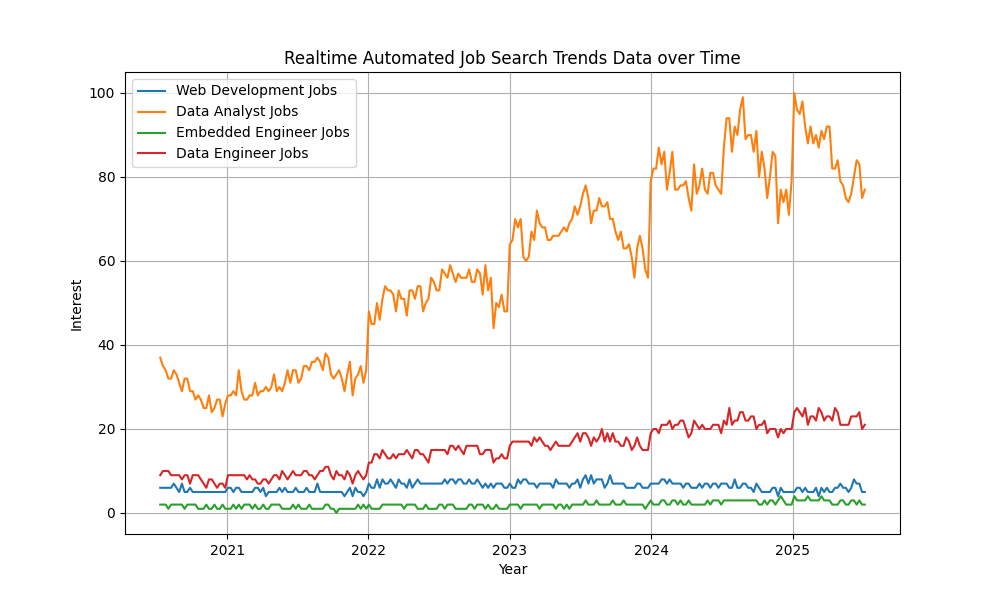 Realtime Automated Job Search Trends Data over Time
Web Development Jobs
Data Analyst Jobs
Embedded Engineer Jobs
Data Engineer Jobs
100
80
60
40
20
0
Interest
2021 2022 2023 2024 2025
Year